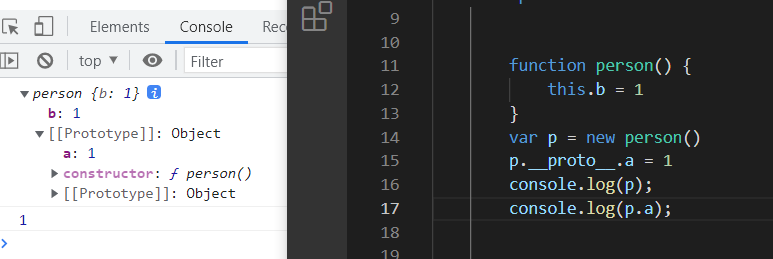 Elements Console Rec
top Filter
person {b: 1} i
b: 1
[[Prototype]]: Object
a: 1
constructor: ƒ person()
[[Prototype]]: Object
1
9
10
11 function person() {
12 this.b = 1
13 }
14 var p = new person()
15 p.__proto__.a = 1
16 console.log(p);
17 console.log(p.a);
18
19